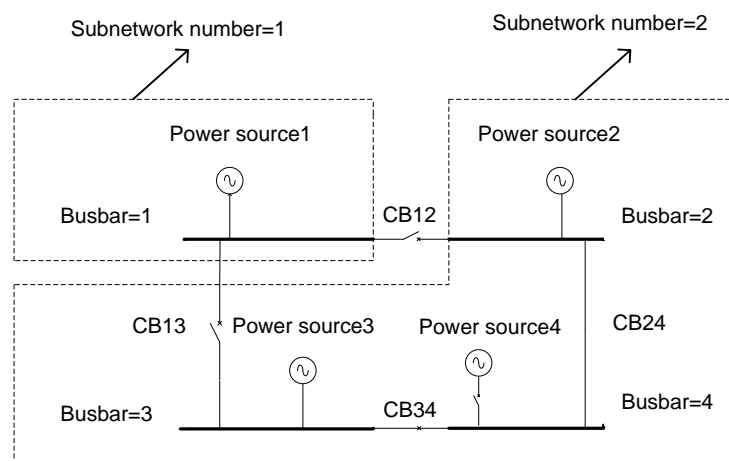 Subnetwork number=1
Subnetwork number=2
Power source1
Power source2
Busbar=1
CB12
Busbar=2
CB13
Power source3
Power source4
CB24
Busbar=3
CB34
Busbar=4